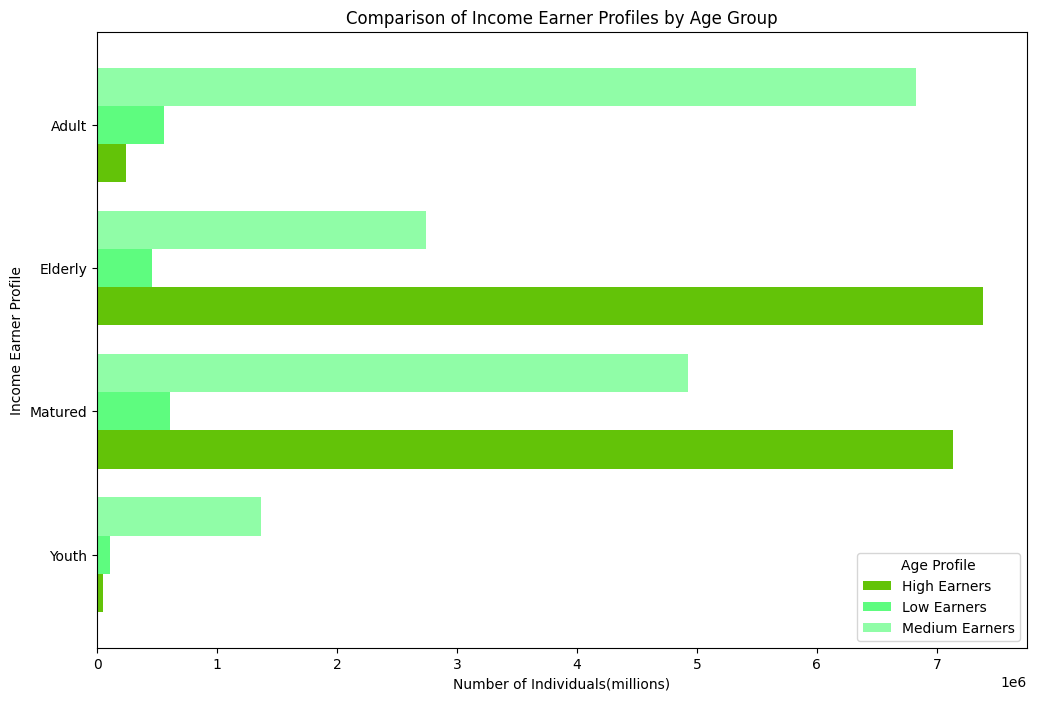 Comparison of Income Earner Profiles by Age Group
Income Earner Profile
Adult
Elderly
Matured
Youth
Age Profile
High Earners
Low Earners
Medium Earners
0 1 2 3 4 5 6 7
1e6
Number of Individuals(millions)